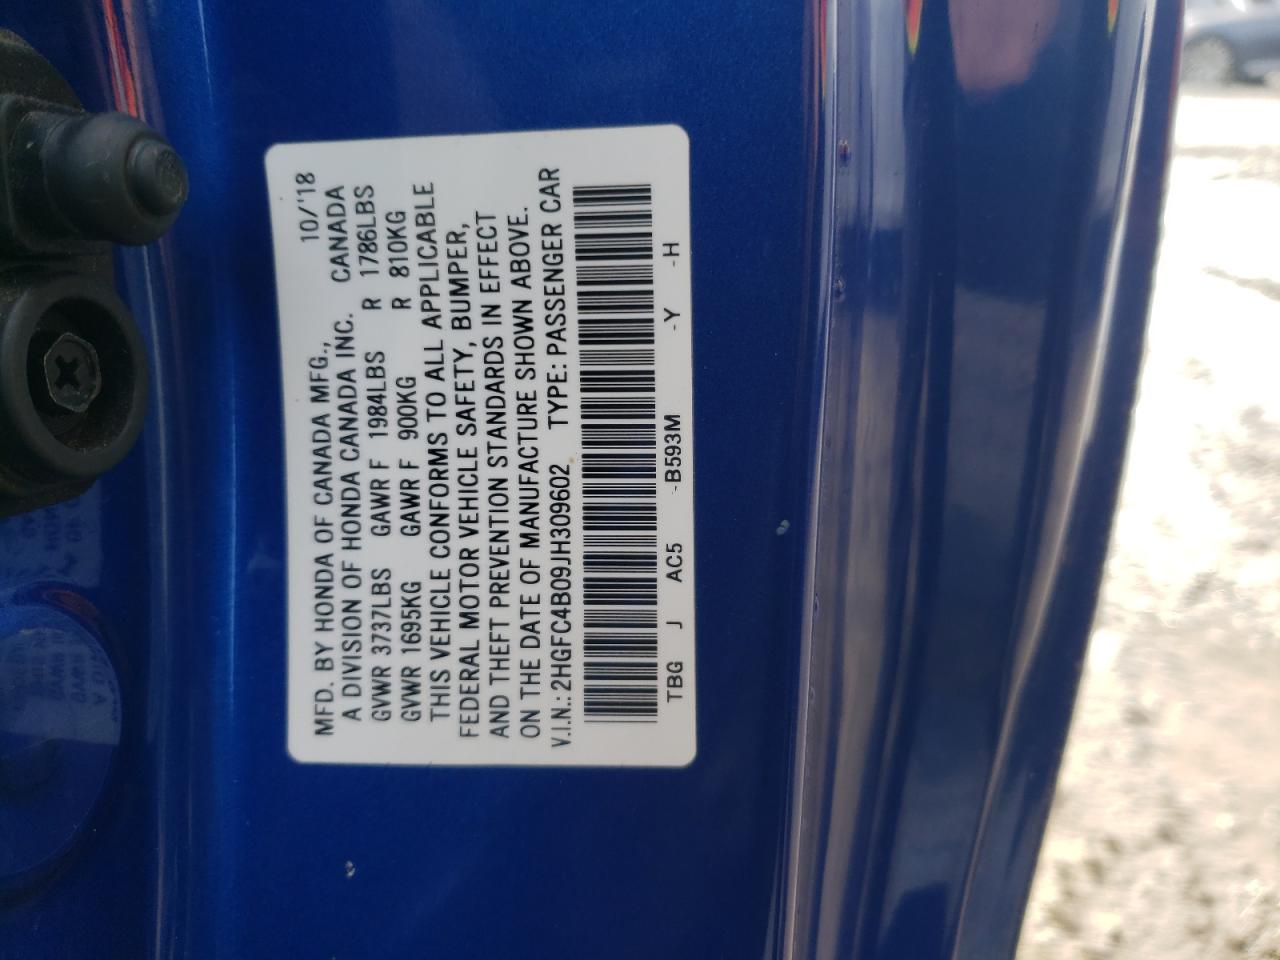 MFD. BY HONDA OF CANADA MFG., 10/'18
A DIVISION OF HONDA CANADA INC. CANADA
GVWR 3737LBS GAWR F 1984LBS R 1786LBS
GVWR 1695KG GAWR F 900KG R 810KG
THIS VEHICLE CONFORMS TO ALL APPLICABLE
FEDERAL MOTOR VEHICLE SAFETY, BUMPER,
AND THEFT PREVENTION STANDARDS IN EFFECT
ON THE DATE OF MANUFACTURE SHOWN ABOVE.
V.I.N.: 2HGFC4B09JH309602 TYPE: PASSENGER CAR
TBG J AC5 -B593M -Y -H